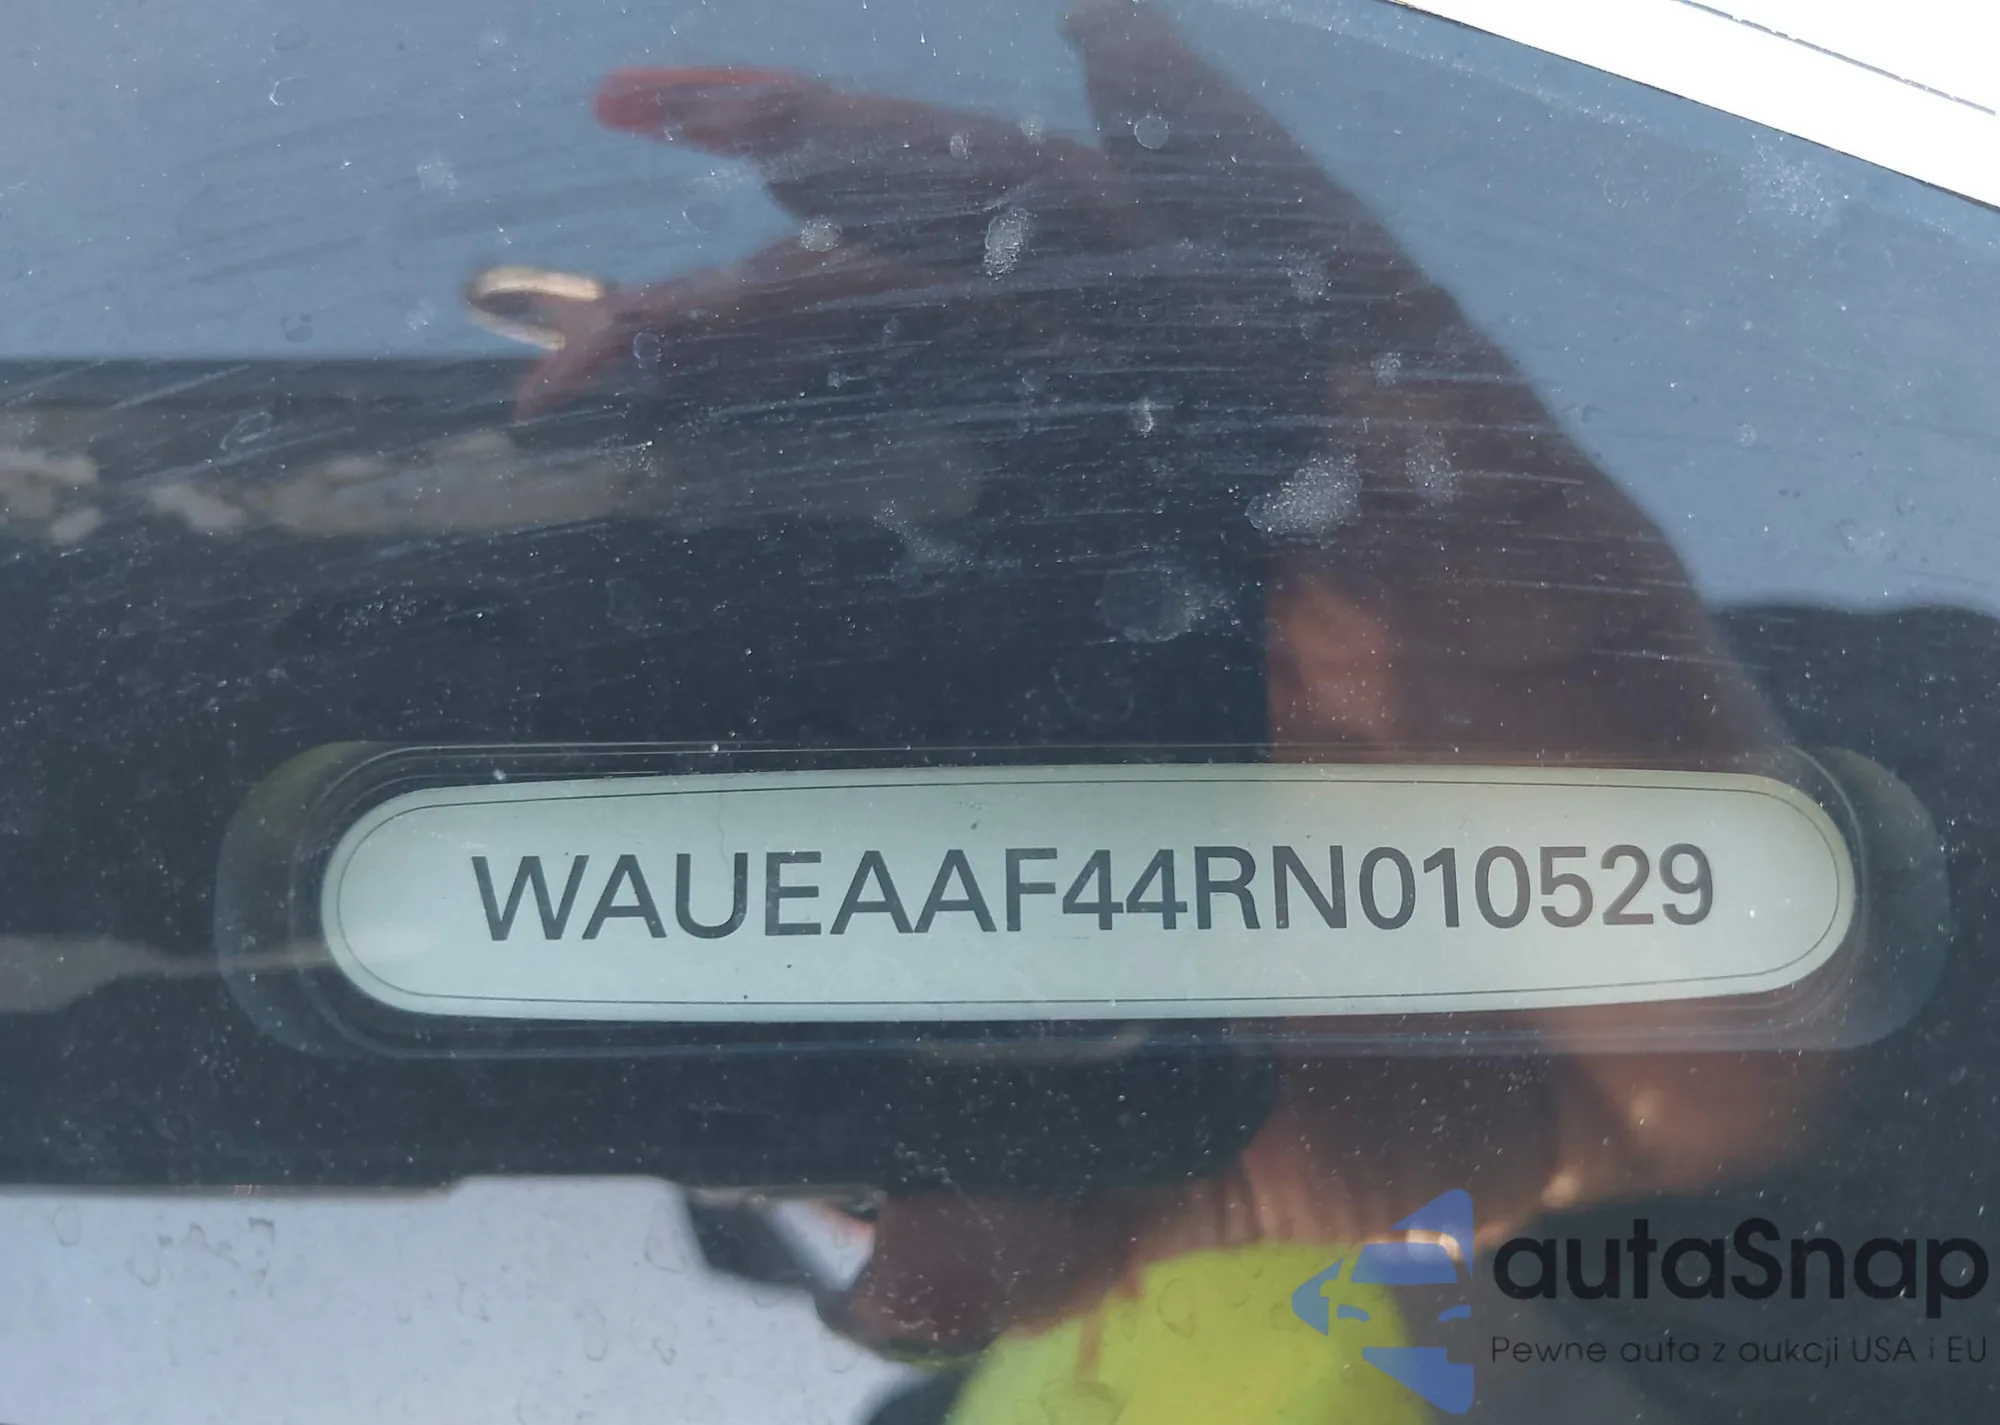 WAUEAAF44RN010529
autaSnap
Pewne auta z aukcji USA i EU